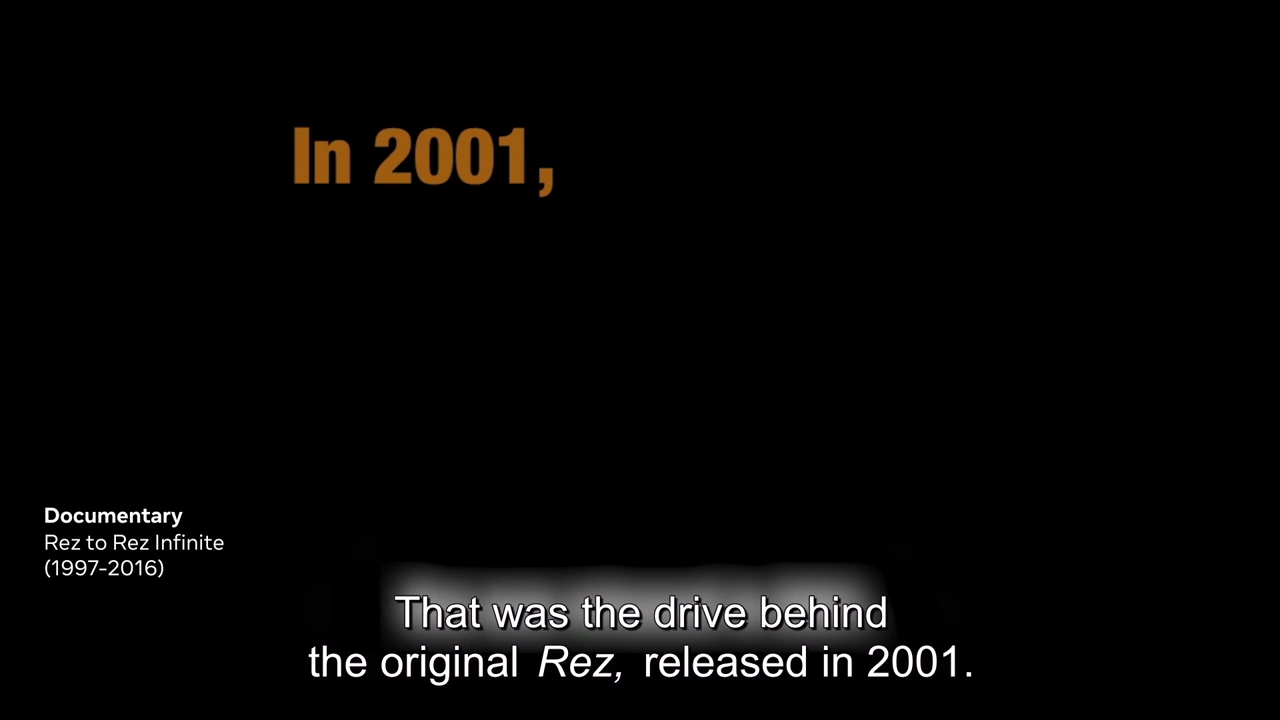 In 2001,
Documentary
Rez to Rez Infinite
(1997-2016)
That was the drive behind
the original Rez, released in 2001.